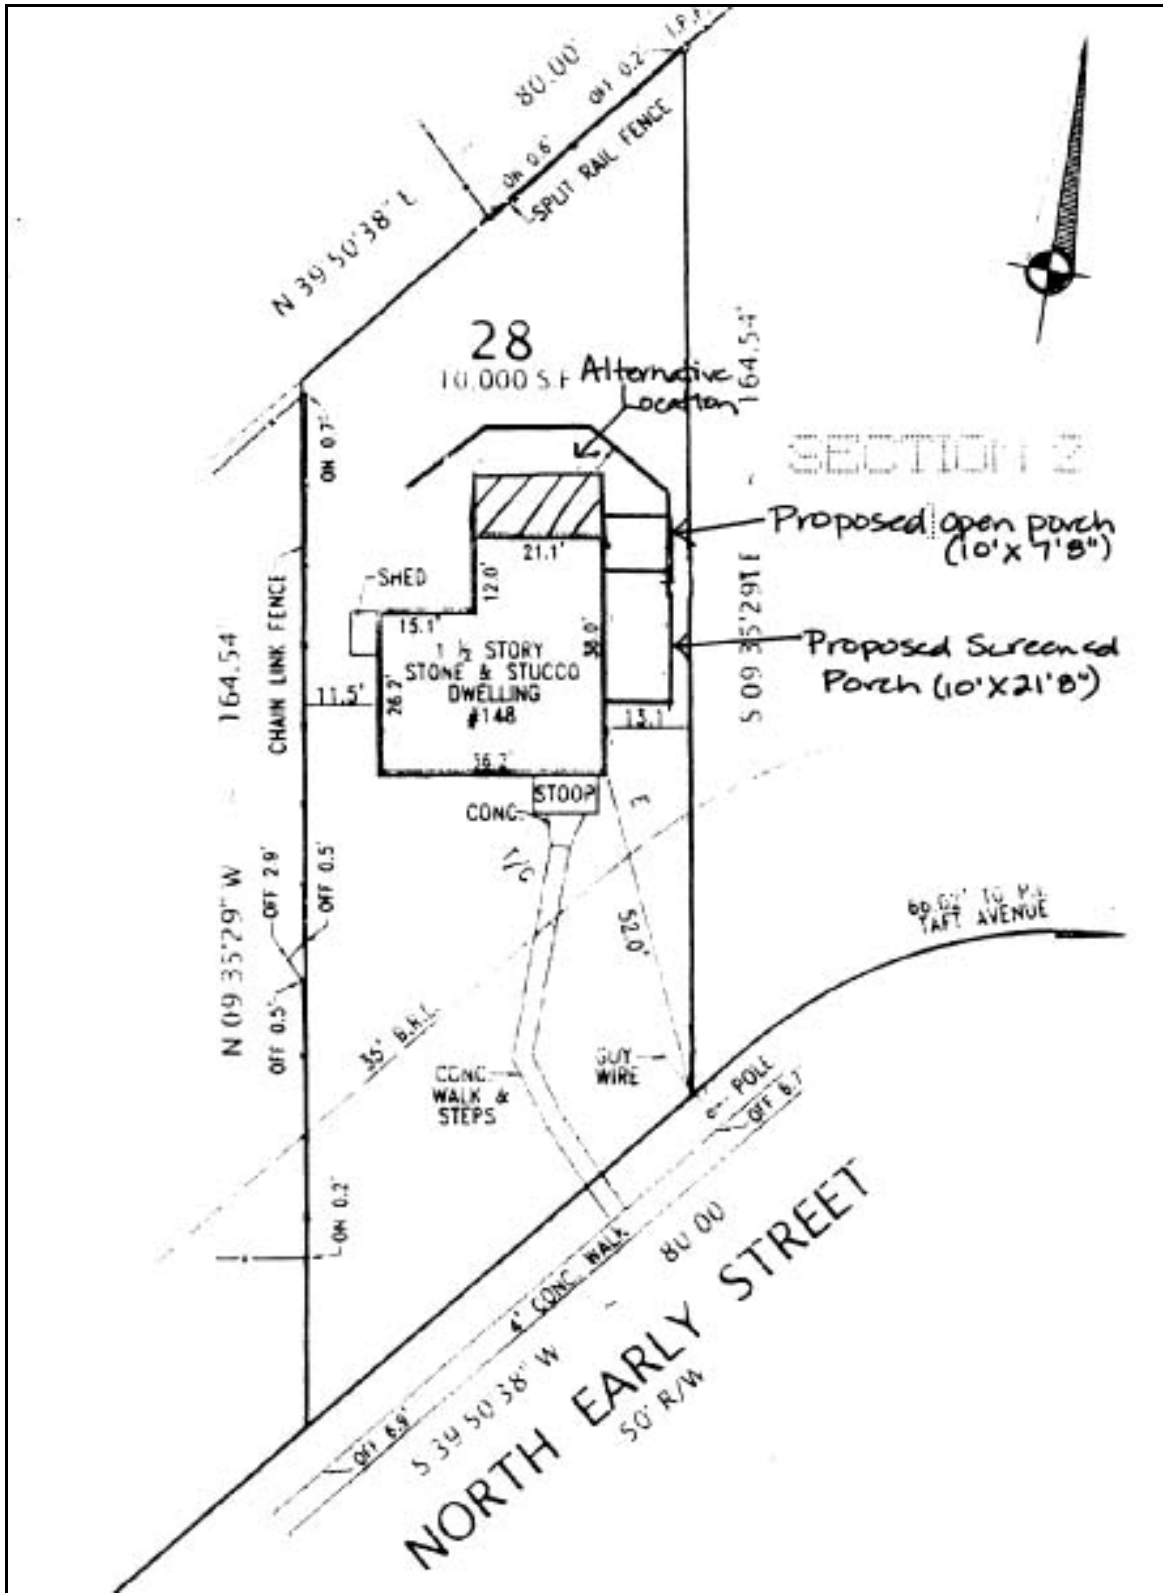 I.P.F.
80.00'
OFF 0.2'
ON 0.6'
SPLIT RAIL FENCE
N 39°50'38" E
28
10,000 S.F
Alternative
Location
164.54'
ON 0.7'
SECTION 2
Proposed open porch
(10' X 7'8")
21.1'
12.0'
SHED
15.1'
CHAIN LINK FENCE
164.54'
S 09°35'29" E
38.0'
1 ½ STORY
STONE & STUCCO
DWELLING
#148
Proposed Screened
Porch (10'X21'8")
11.5'
26.2'
13.1'
36.2'
STOOP
CONC.
E
52.0'
N 09°35'29" W
OFF 2.9'
OFF 0.5'
OFF 0.5'
TAFT AVENUE
35' B.R.L.
CONC.
WALK &
STEPS
GUY
WIRE
POLE
OFF 6.7'
ON 0.2'
4' CONC. WALK
80.00
OFF 6.9'
S 39°50'38" W
NORTH EARLY STREET
50' R/W